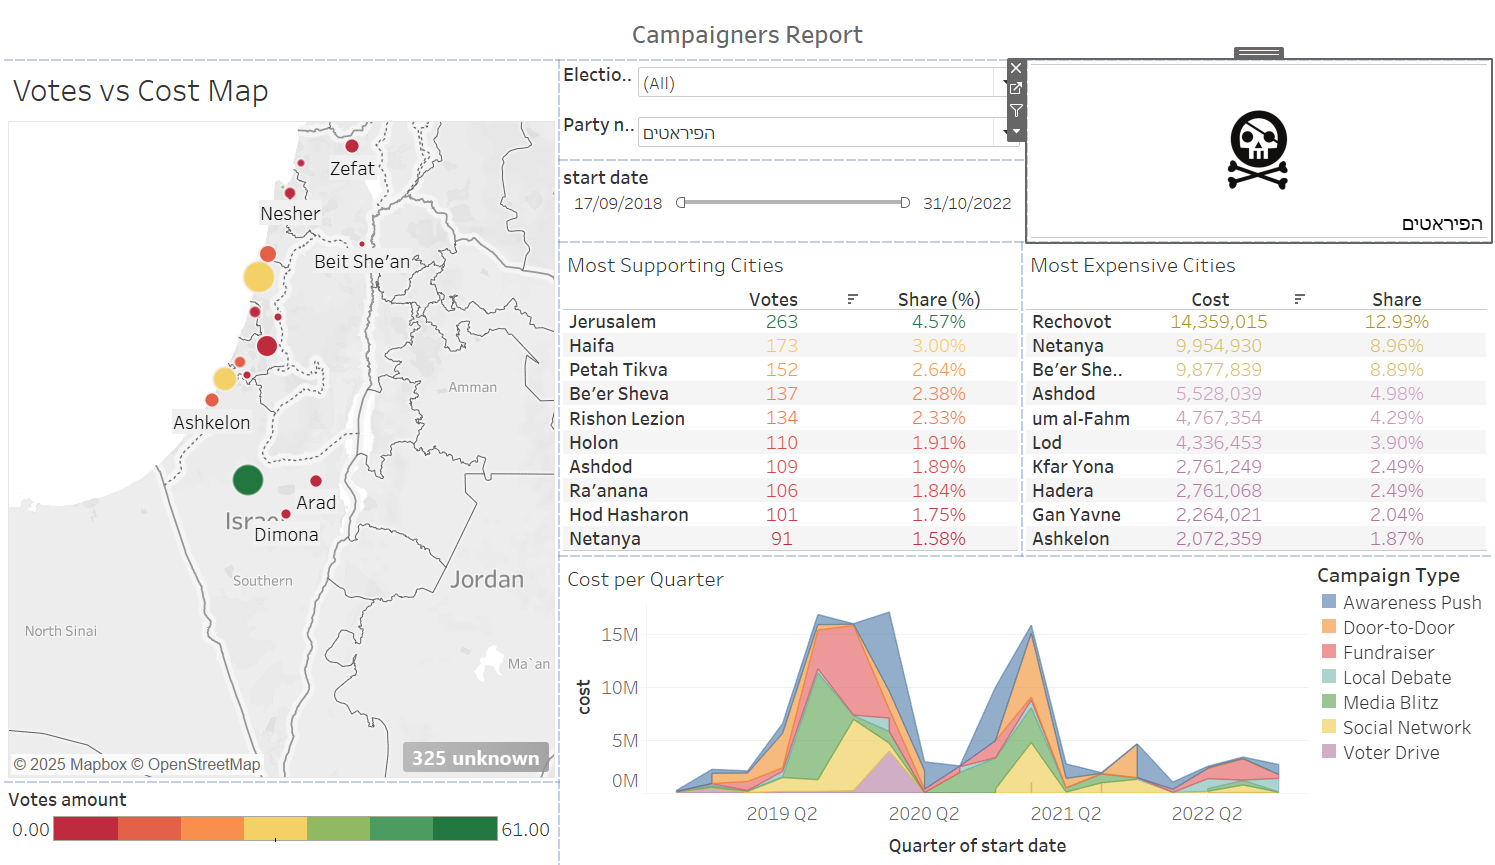 Campaigners Report
Votes vs Cost Map
Zefat
Nesher
Beit She'an
Amman
Ashkelon
Arad
Dimona
Southern
Jordan
North Sinai
Ma`an
325 unknown
© 2025 Mapbox © OpenStreetMap
Votes amount
0.00 61.00
Electio.. (All)
Party n.. הפיראטים
start date
17/09/2018 31/10/2022
הפיראטים
Most Supporting Cities
Votes Share (%)
Jerusalem 263 4.57%
Haifa 173 3.00%
Petah Tikva 152 2.64%
Be'er Sheva 137 2.38%
Rishon Lezion 134 2.33%
Holon 110 1.91%
Ashdod 109 1.89%
Ra'anana 106 1.84%
Hod Hasharon 101 1.75%
Netanya 91 1.58%
Most Expensive Cities
Cost Share
Rechovot 14,359,015 12.93%
Netanya 9,954,930 8.96%
Be'er She.. 9,877,839 8.89%
Ashdod 5,528,039 4.98%
um al-Fahm 4,767,354 4.29%
Lod 4,336,453 3.90%
Kfar Yona 2,761,249 2.49%
Hadera 2,761,068 2.49%
Gan Yavne 2,264,021 2.04%
Ashkelon 2,072,359 1.87%
Cost per Quarter
15M
10M
5M
0M
cost
2019 Q2 2020 Q2 2021 Q2 2022 Q2
Quarter of start date
Campaign Type
Awareness Push
Door-to-Door
Fundraiser
Local Debate
Media Blitz
Social Network
Voter Drive